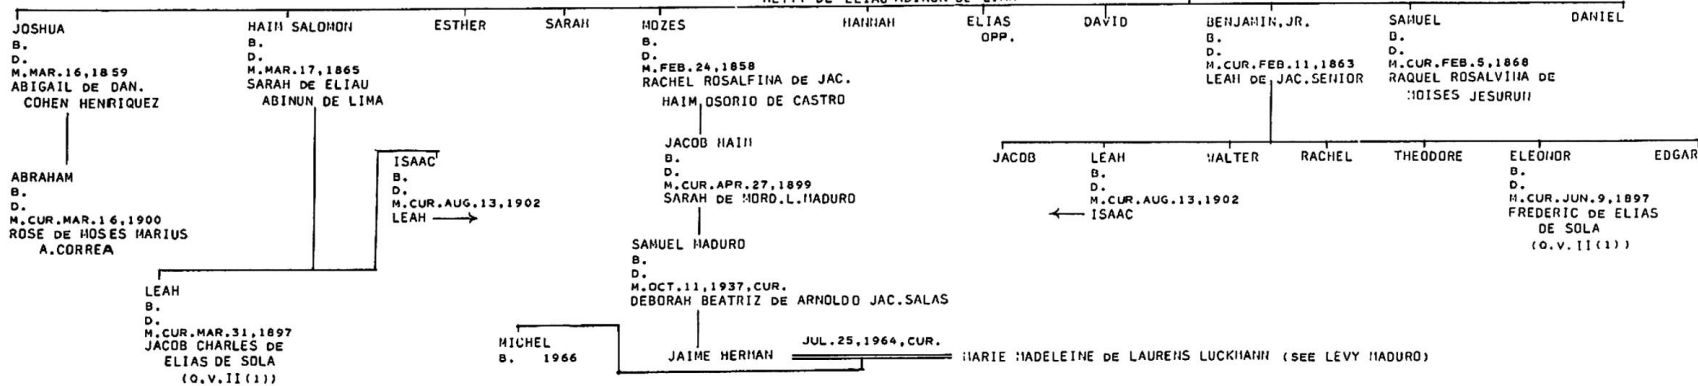 DE ELIAS ABINUN DE LIMA
JOSHUA
B.
D.
M.MAR.16,1859
ABIGAIL DE DAN.
COHEN HENRIQUEZ
HAIM SALOMON
B.
D.
M.MAR.17,1865
SARAH DE ELIAU
ABINUN DE LIMA
ESTHER
SARAH
MOZES
B.
D.
M.FEB.24,1858
RACHEL ROSALFINA DE JAC.
HAIM OSORIO DE CASTRO
HANNAH
ELIAS
OPP.
DAVID
BENJAMIN,JR.
B.
D.
M.CUR.FEB.11,1863
LEAH DE JAC.SENIOR
SAMUEL
B.
D.
M.CUR.FEB.5,1868
RAQUEL ROSALVINA DE
MOISES JESURUN
DANIEL
ABRAHAM
B.
D.
M.CUR.MAR.16,1900
ROSE DE MOSES MARIUS
A.CORREA
ISAAC
B.
D.
M.CUR.AUG.13,1902
LEAH →
JACOB HAIM
B.
D.
M.CUR.APR.27,1899
SARAH DE MORD.L.MADURO
JACOB
LEAH
B.
D.
M.CUR.AUG.13,1902
← ISAAC
WALTER
RACHEL
THEODORE
ELEONOR
B.
D.
M.CUR.JUN.9,1897
FREDERIC DE ELIAS
DE SOLA
(Q.V.II(1))
EDGAR
LEAH
B.
D.
M.CUR.MAR.31,1897
JACOB CHARLES DE
ELIAS DE SOLA
(Q.V.II(1))
SAMUEL MADURO
B.
D.
M.OCT.11,1937,CUR.
DEBORAH BEATRIZ DE ARNOLDO JAC.SALAS
MICHEL
B. 1966
JAIME HERMAN
JUL.25,1964,CUR.
MARIE MADELEINE DE LAURENS LUCKMANN (SEE LEVY MADURO)